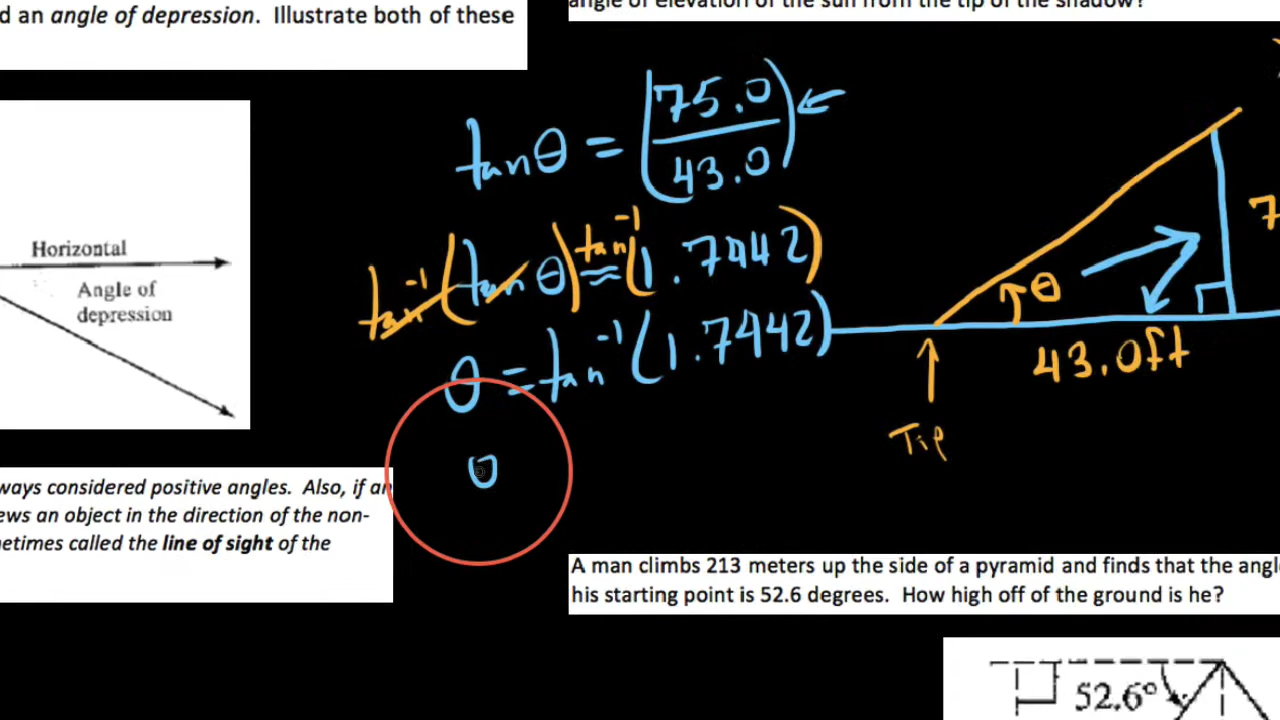 d an angle of depression. Illustrate both of these
angle of elevation of the sun from the tip of the shadow?
tanθ = (75.0/43.0)
tan⁻¹(tanθ) ≈ tan⁻¹(1.7442)
θ = tan⁻¹(1.7442)
θ
7
θ
43.0ft
Tip
Horizontal
Angle of
depression
ways considered positive angles. Also, if an
ews an object in the direction of the non-
netimes called the line of sight of the
A man climbs 213 meters up the side of a pyramid and finds that the angl
his starting point is 52.6 degrees. How high off of the ground is he?
52.6°